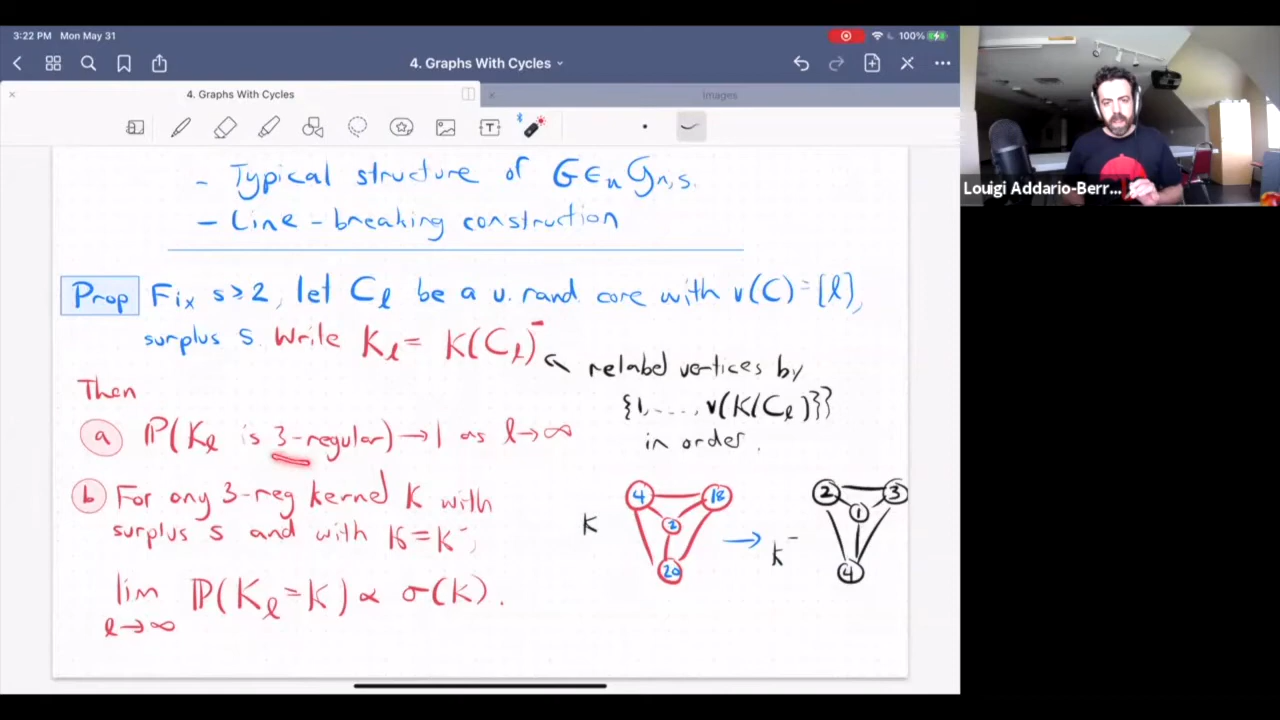 3:22 PM Mon May 31
100%
4. Graphs With Cycles
4. Graphs With Cycles
Images
- Typical structure of G∈ᵤ 𝒢n,s.
- Line-breaking construction
Prop Fix s≥2, let Cℓ be a u. rand. core with v(C)=[ℓ],
surplus s. Write Kℓ = K(Cℓ)⁻
relabel vertices by
{1,...., v(K(Cℓ))}
in order.
Then
a P(Kℓ is 3-regular)→1 as ℓ→∞
b For any 3-reg kernel K with
surplus s and with K=K⁻,
lim P(Kℓ=K) ∝ σ(K).
ℓ→∞
K
4
18
2
20
→
K⁻
2
3
1
4
Louigi Addario-Berr...